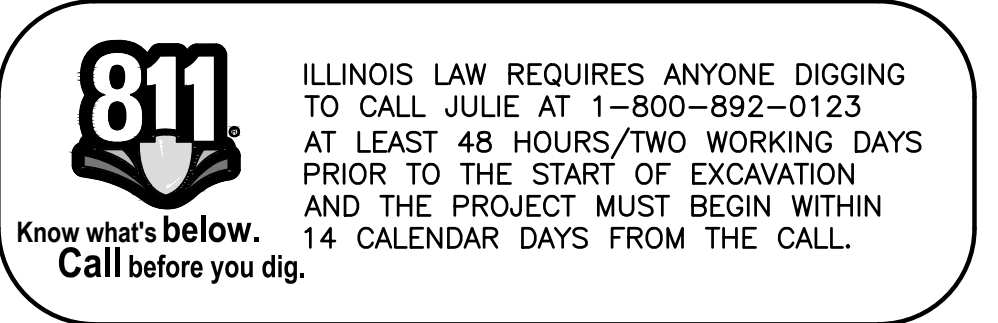 811®
Know what's below.
Call before you dig.
ILLINOIS LAW REQUIRES ANYONE DIGGING
TO CALL JULIE AT 1-800-892-0123
AT LEAST 48 HOURS/TWO WORKING DAYS
PRIOR TO THE START OF EXCAVATION
AND THE PROJECT MUST BEGIN WITHIN
14 CALENDAR DAYS FROM THE CALL.